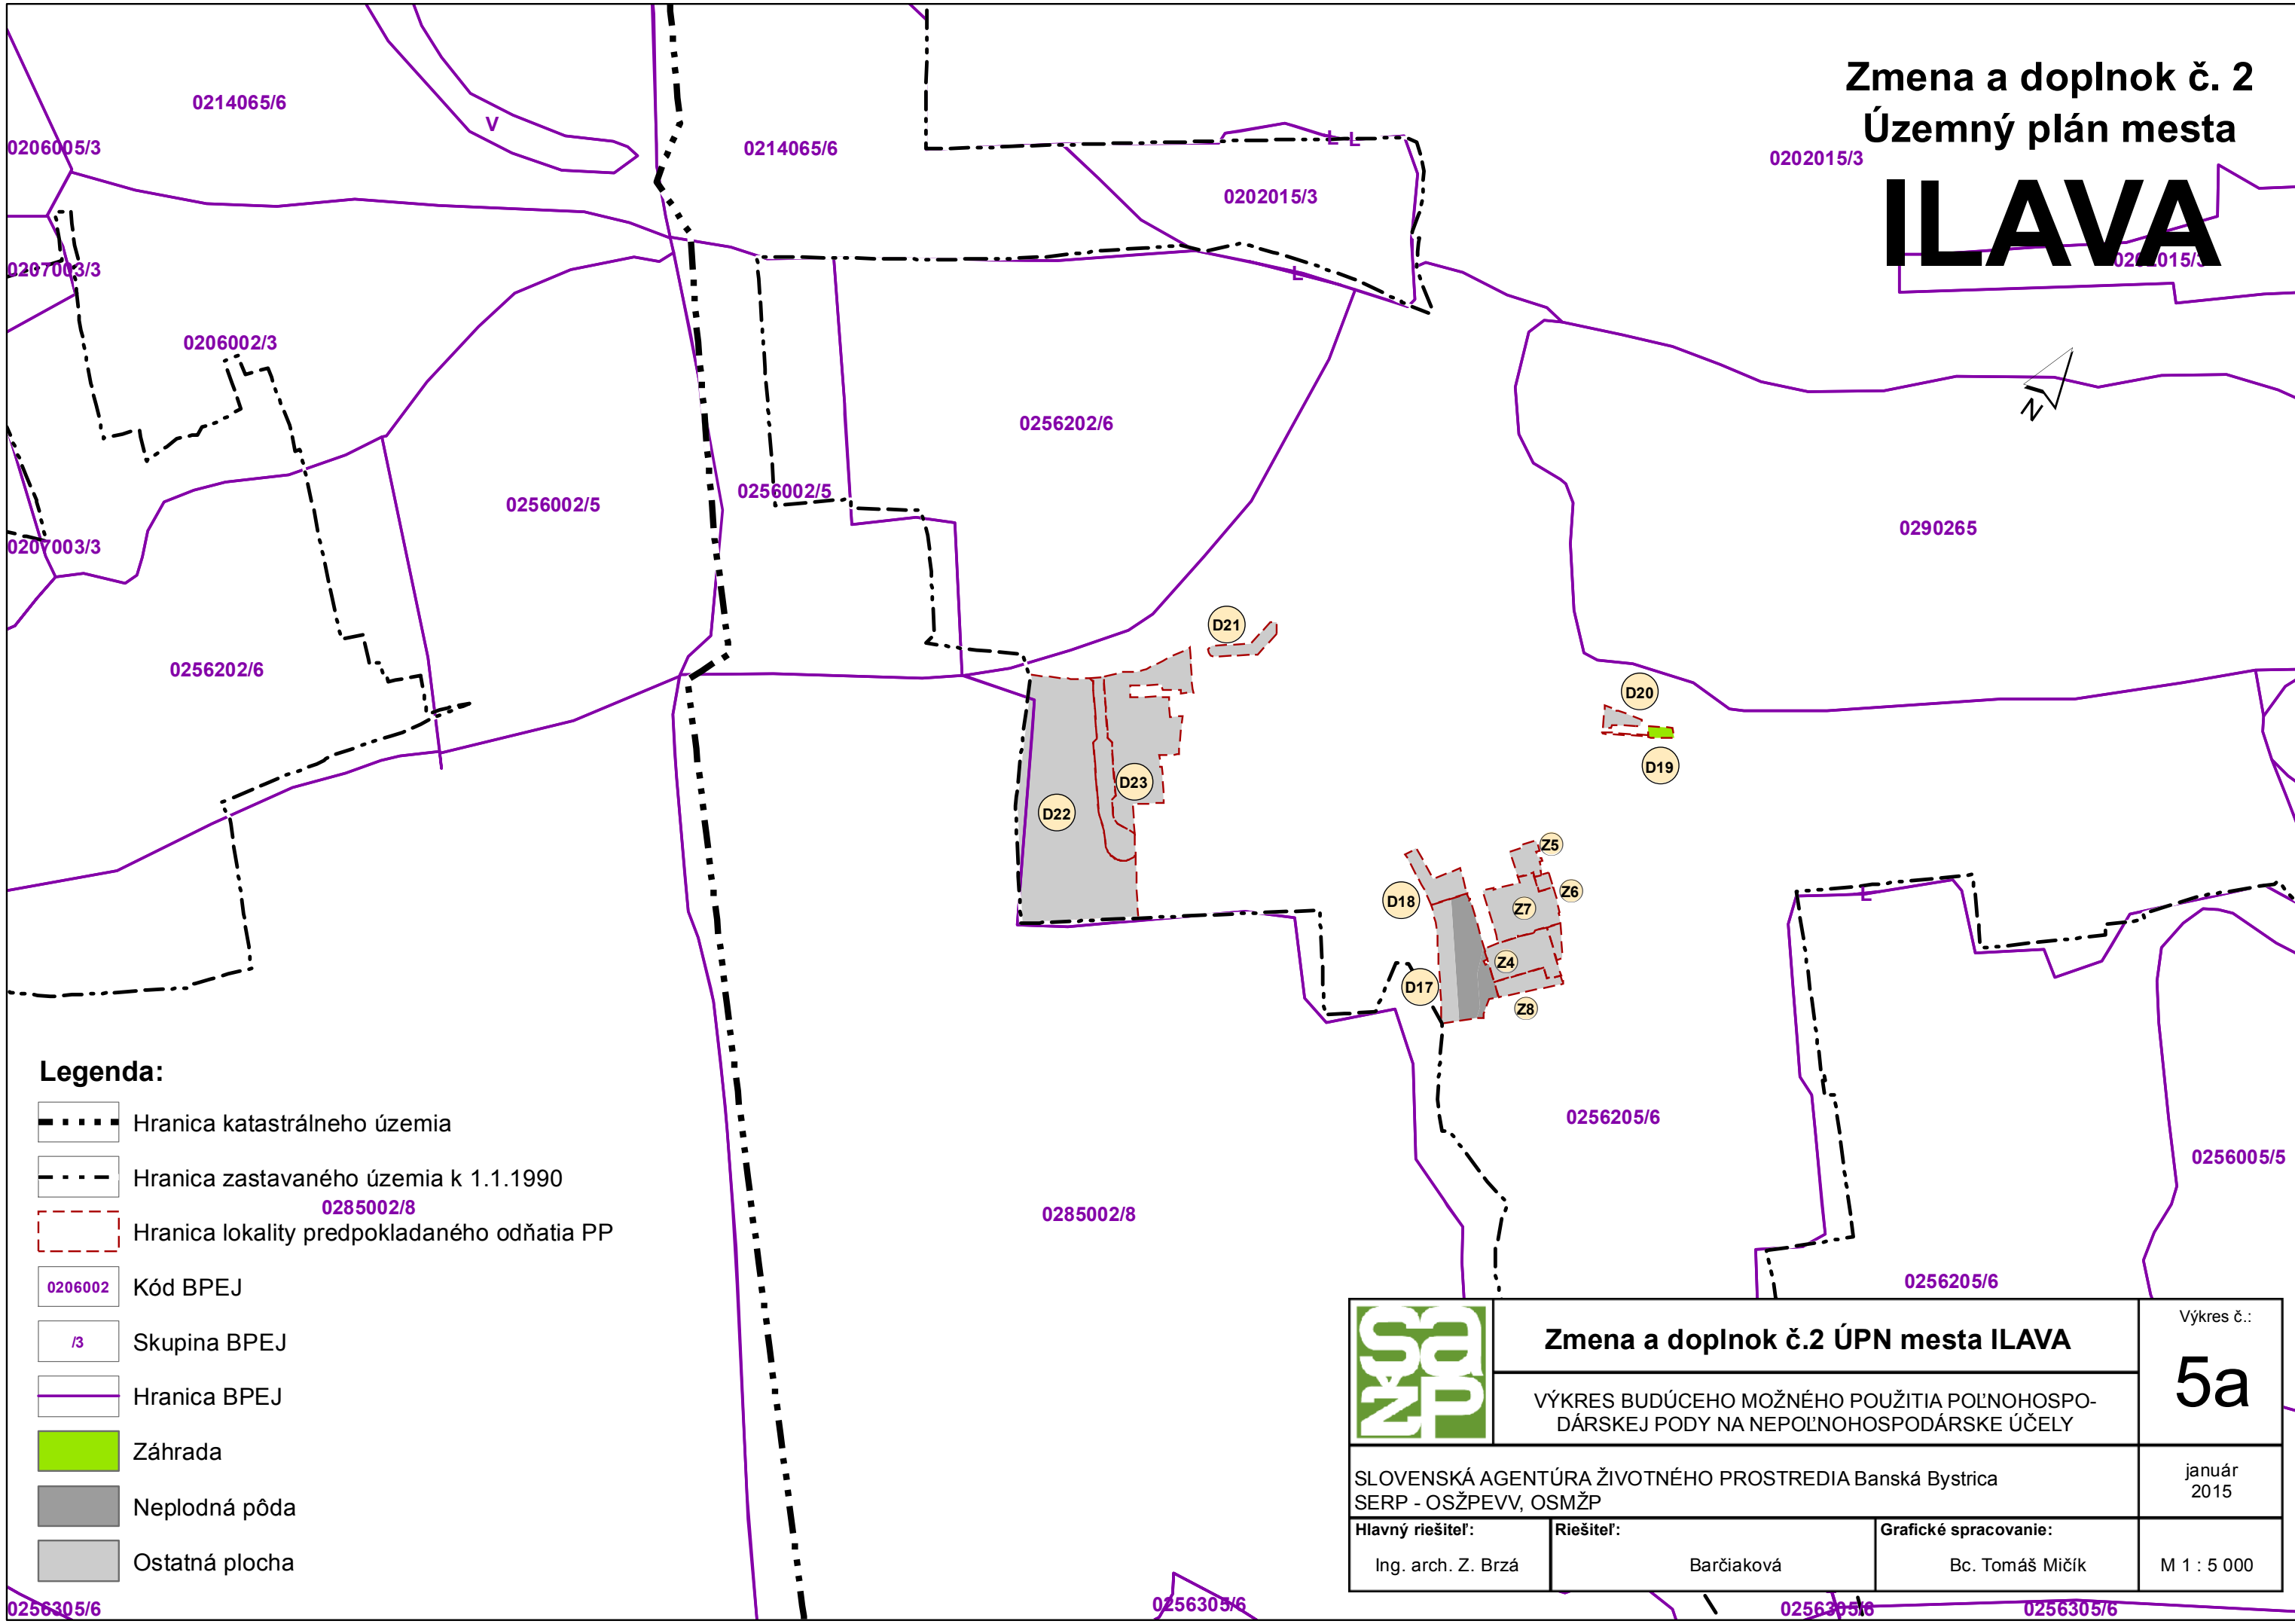 Zmena a doplnok č. 2
Územný plán mesta
ILAVA
0214065/6
V
0206005/3
0214065/6
L L
0202015/3
0202015/3
0202015/3
0207003/3
L
0206002/3
N
0256202/6
0256002/5
0256002/5
0290265
0207003/3
0256202/6
D21
D20
D19
D23
D22
Z5
Z6
D18
Z7
L
Z4
D17
Z8
0256205/6
0256005/5
0285002/8
0256205/6
Legenda:
Hranica katastrálneho územia
Hranica zastavaného územia k 1.1.1990
0285002/8
Hranica lokality predpokladaného odňatia PP
0206002 Kód BPEJ
/3 Skupina BPEJ
Hranica BPEJ
Záhrada
Neplodná pôda
Ostatná plocha
0256305/6
0256305/6
0256305/6
0256305/6
sažp
Zmena a doplnok č.2 ÚPN mesta ILAVA
Výkres č.:
5a
VÝKRES BUDÚCEHO MOŽNÉHO POUŽITIA POĽNOHOSPO-
DÁRSKEJ PODY NA NEPOĽNOHOSPODÁRSKE ÚČELY
SLOVENSKÁ AGENTÚRA ŽIVOTNÉHO PROSTREDIA Banská Bystrica
SERP - OSŽPEVV, OSMŽP
január
2015
Hlavný riešiteľ:
Ing. arch. Z. Brzá
Riešiteľ:
Barčiaková
Grafické spracovanie:
Bc. Tomáš Mičík
M 1 : 5 000